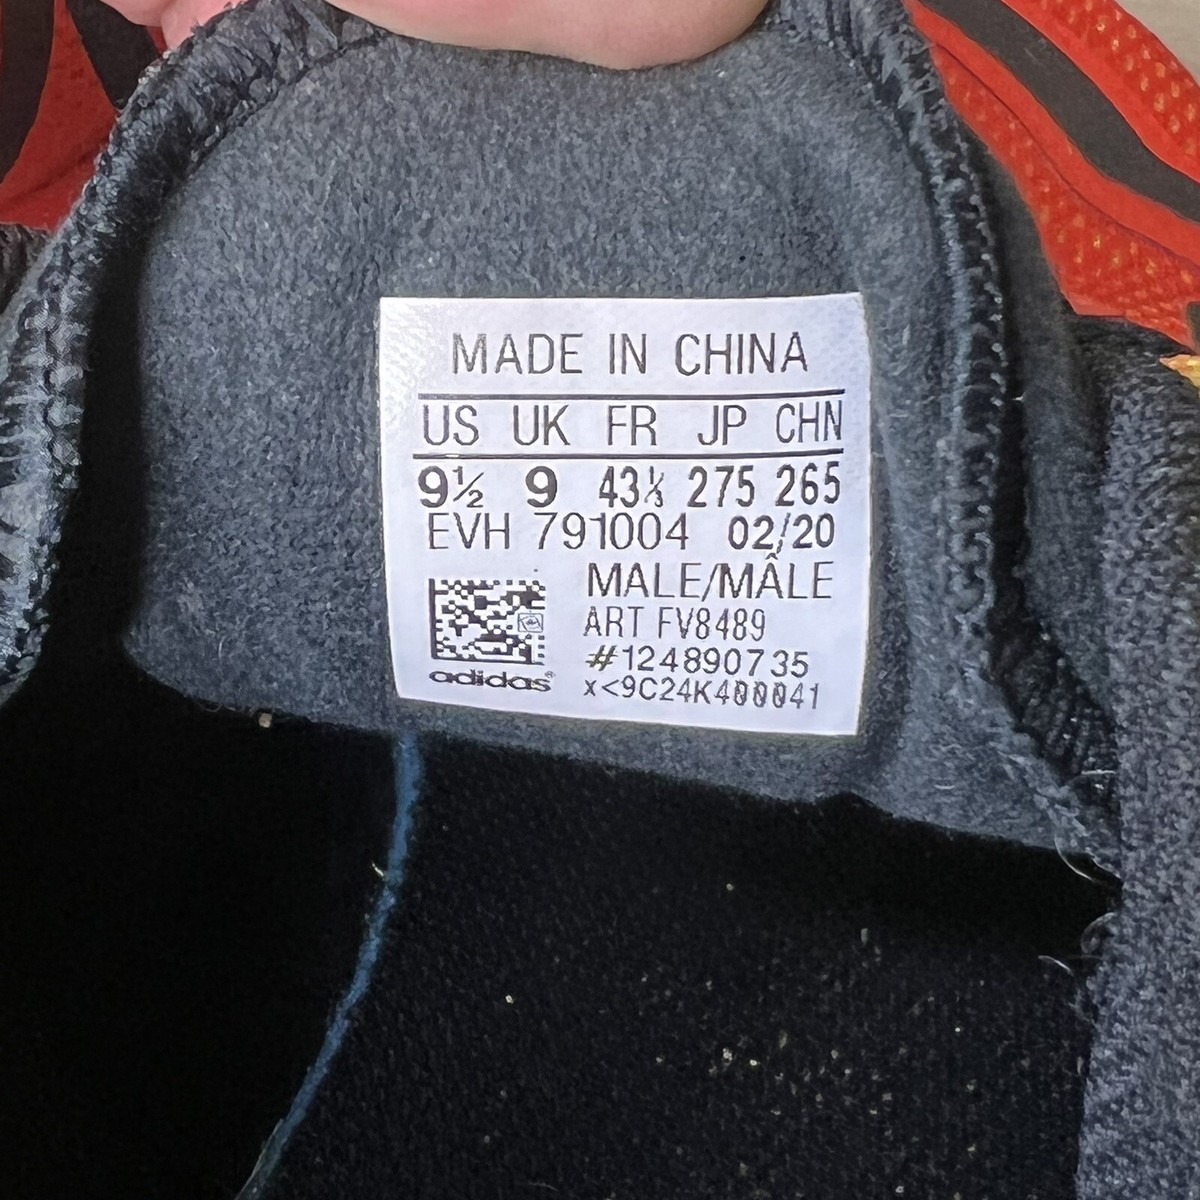 MADE IN CHINA
US UK FR JP CHN
9½ 9 43⅓ 275 265
EVH 791004 02/20
MALE/MÂLE
ART FV8489
#124890735
adidas®
x<9C24K400041